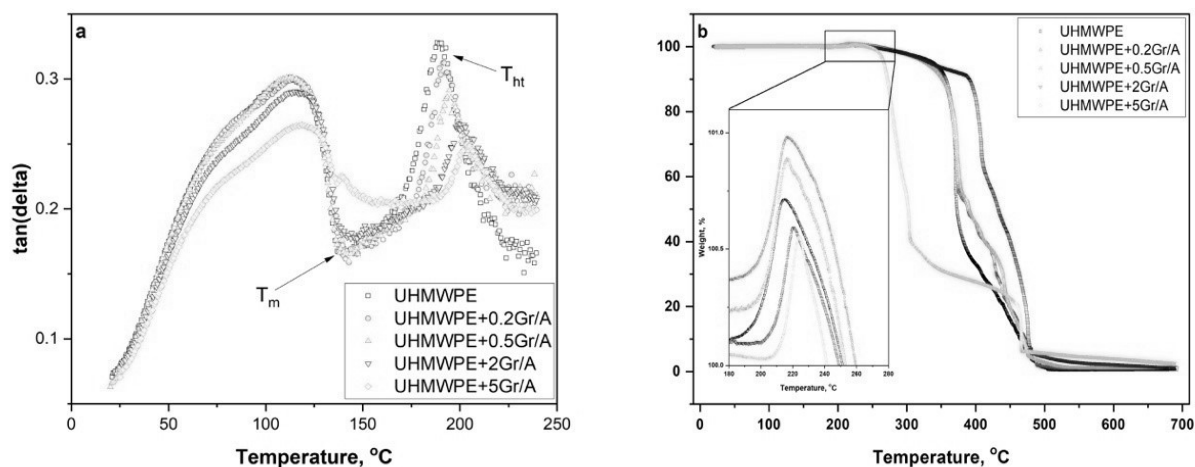 a
tan(delta)
0.3
0.2
0.1
T_ht
T_m
UHMWPE
UHMWPE+0.2Gr/A
UHMWPE+0.5Gr/A
UHMWPE+2Gr/A
UHMWPE+5Gr/A
0 50 100 150 200 250
Temperature, °C
b
100
80
60
40
20
0
UHMWPE
UHMWPE+0.2Gr/A
UHMWPE+0.5Gr/A
UHMWPE+2Gr/A
UHMWPE+5Gr/A
Weight, %
101.0
100.5
100.0
180 200 220 240 260 280
Temperature, °C
0 100 200 300 400 500 600 700
Temperature, °C